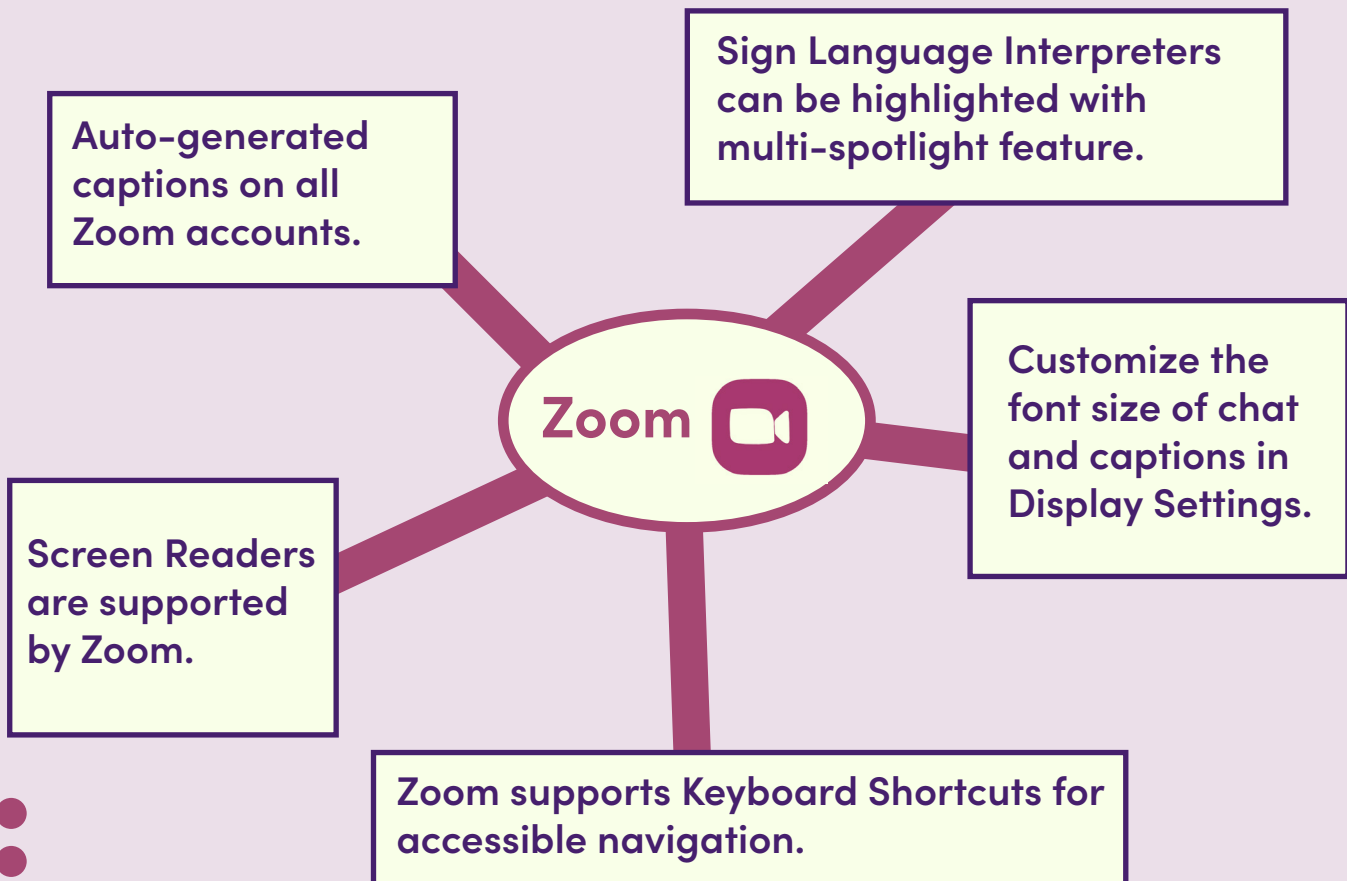 Sign Language Interpreters
can be highlighted with
multi-spotlight feature.
Auto-generated
captions on all
Zoom accounts.
Zoom
Customize the
font size of chat
and captions in
Display Settings.
Screen Readers
are supported
by Zoom.
Zoom supports Keyboard Shortcuts for
accessible navigation.